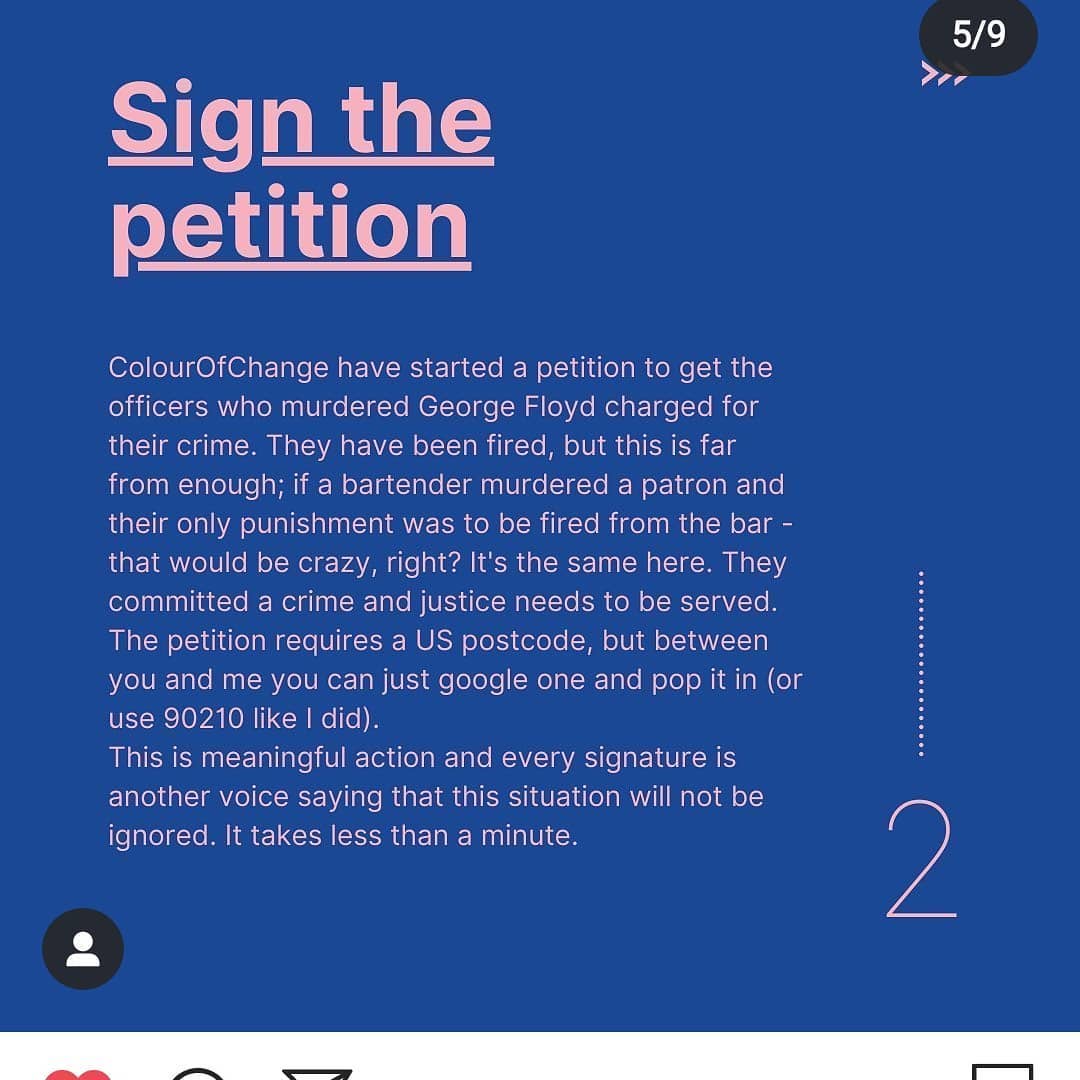 5/9
Sign the
petition
ColourOfChange have started a petition to get the
officers who murdered George Floyd charged for
their crime. They have been fired, but this is far
from enough; if a bartender murdered a patron and
their only punishment was to be fired from the bar -
that would be crazy, right? It's the same here. They
committed a crime and justice needs to be served.
The petition requires a US postcode, but between
you and me you can just google one and pop it in (or
use 90210 like I did).
This is meaningful action and every signature is
another voice saying that this situation will not be
ignored. It takes less than a minute.
2